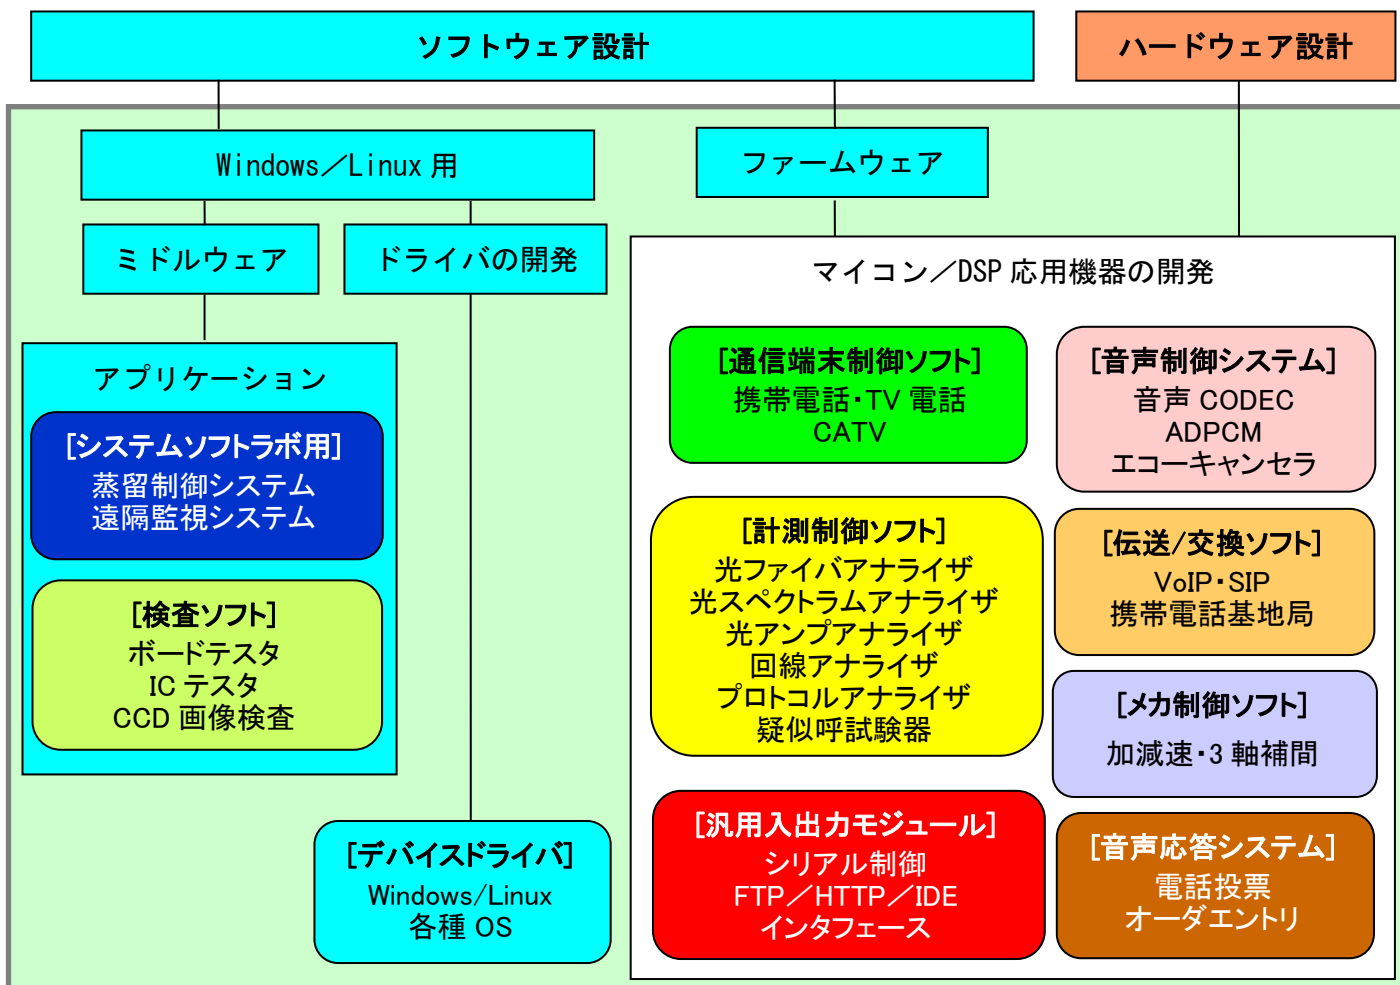 ソフトウェア設計
ハードウェア設計
Windows／Linux 用
ファームウェア
ミドルウェア
ドライバの開発
アプリケーション
[システムソフトラボ用]
蒸留制御システム
遠隔監視システム
[検査ソフト]
ボードテスタ
IC テスタ
CCD 画像検査
[デバイスドライバ]
Windows/Linux
各種 OS
マイコン／DSP 応用機器の開発
[通信端末制御ソフト]
携帯電話・TV 電話
CATV
[計測制御ソフト]
光ファイバアナライザ
光スペクトラムアナライザ
光アンプアナライザ
回線アナライザ
プロトコルアナライザ
疑似呼試験器
[汎用入出力モジュール]
シリアル制御
FTP／HTTP／IDE
インタフェース
[音声制御システム]
音声 CODEC
ADPCM
エコーキャンセラ
[伝送/交換ソフト]
VoIP・SIP
携帯電話基地局
[メカ制御ソフト]
加減速・3 軸補間
[音声応答システム]
電話投票
オーダエントリ